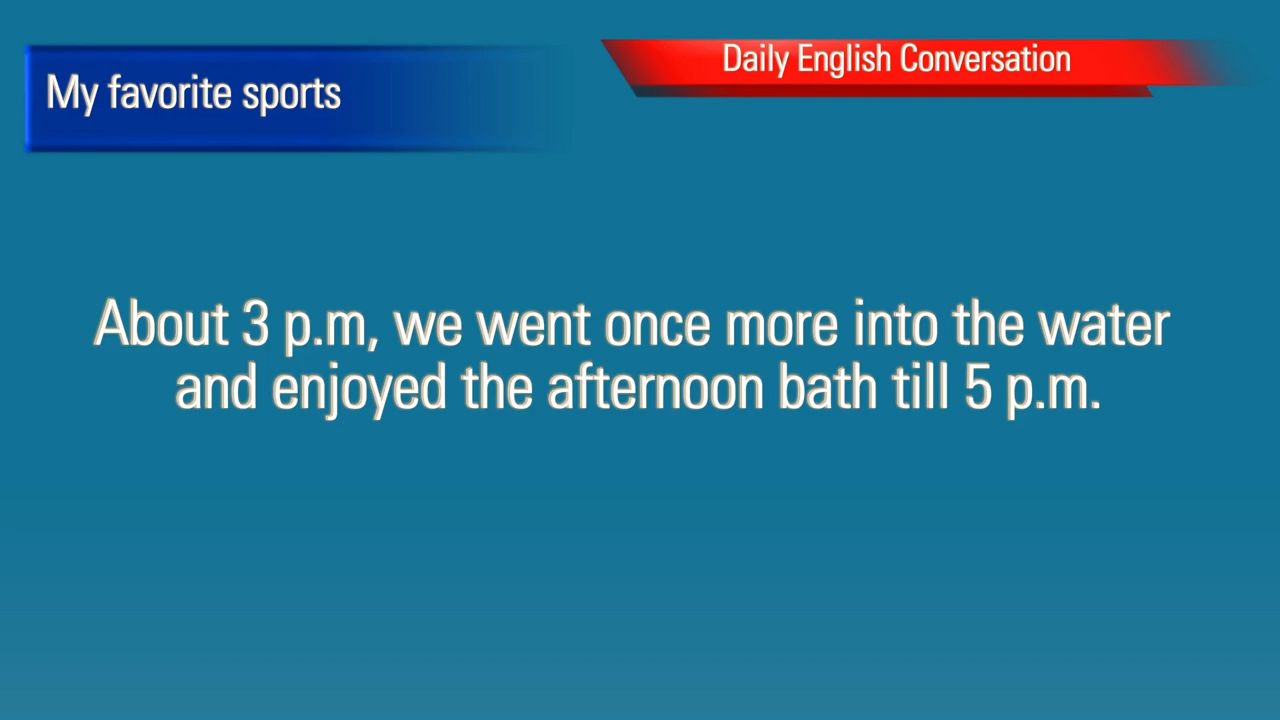 Daily English Conversation
My favorite sports
About 3 p.m, we went once more into the water
and enjoyed the afternoon bath till 5 p.m.